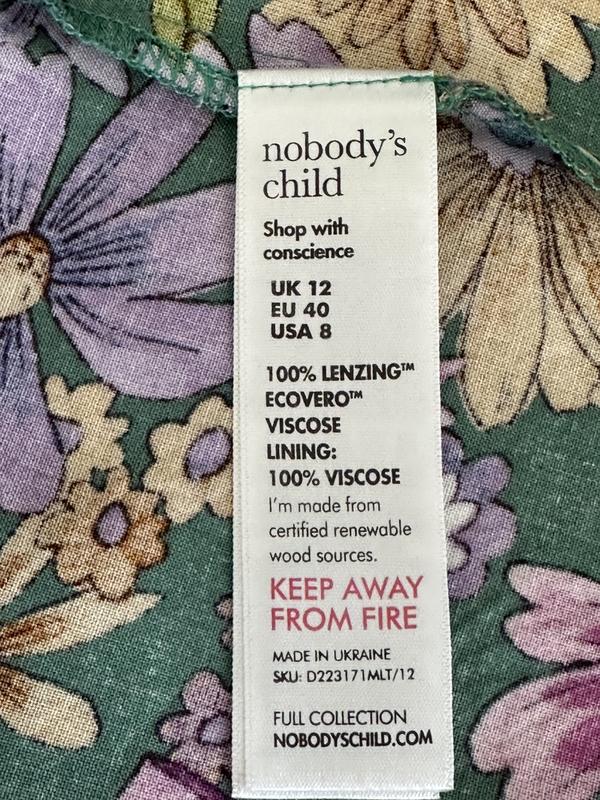 nobody's
child
Shop with
conscience
UK 12
EU 40
USA 8
100% LENZING™
ECOVERO™
VISCOSE
LINING:
100% VISCOSE
I'm made from
certified renewable
wood sources.
KEEP AWAY
FROM FIRE
MADE IN UKRAINE
SKU: D223171MLT/12
FULL COLLECTION
NOBODYSCHILD.COM